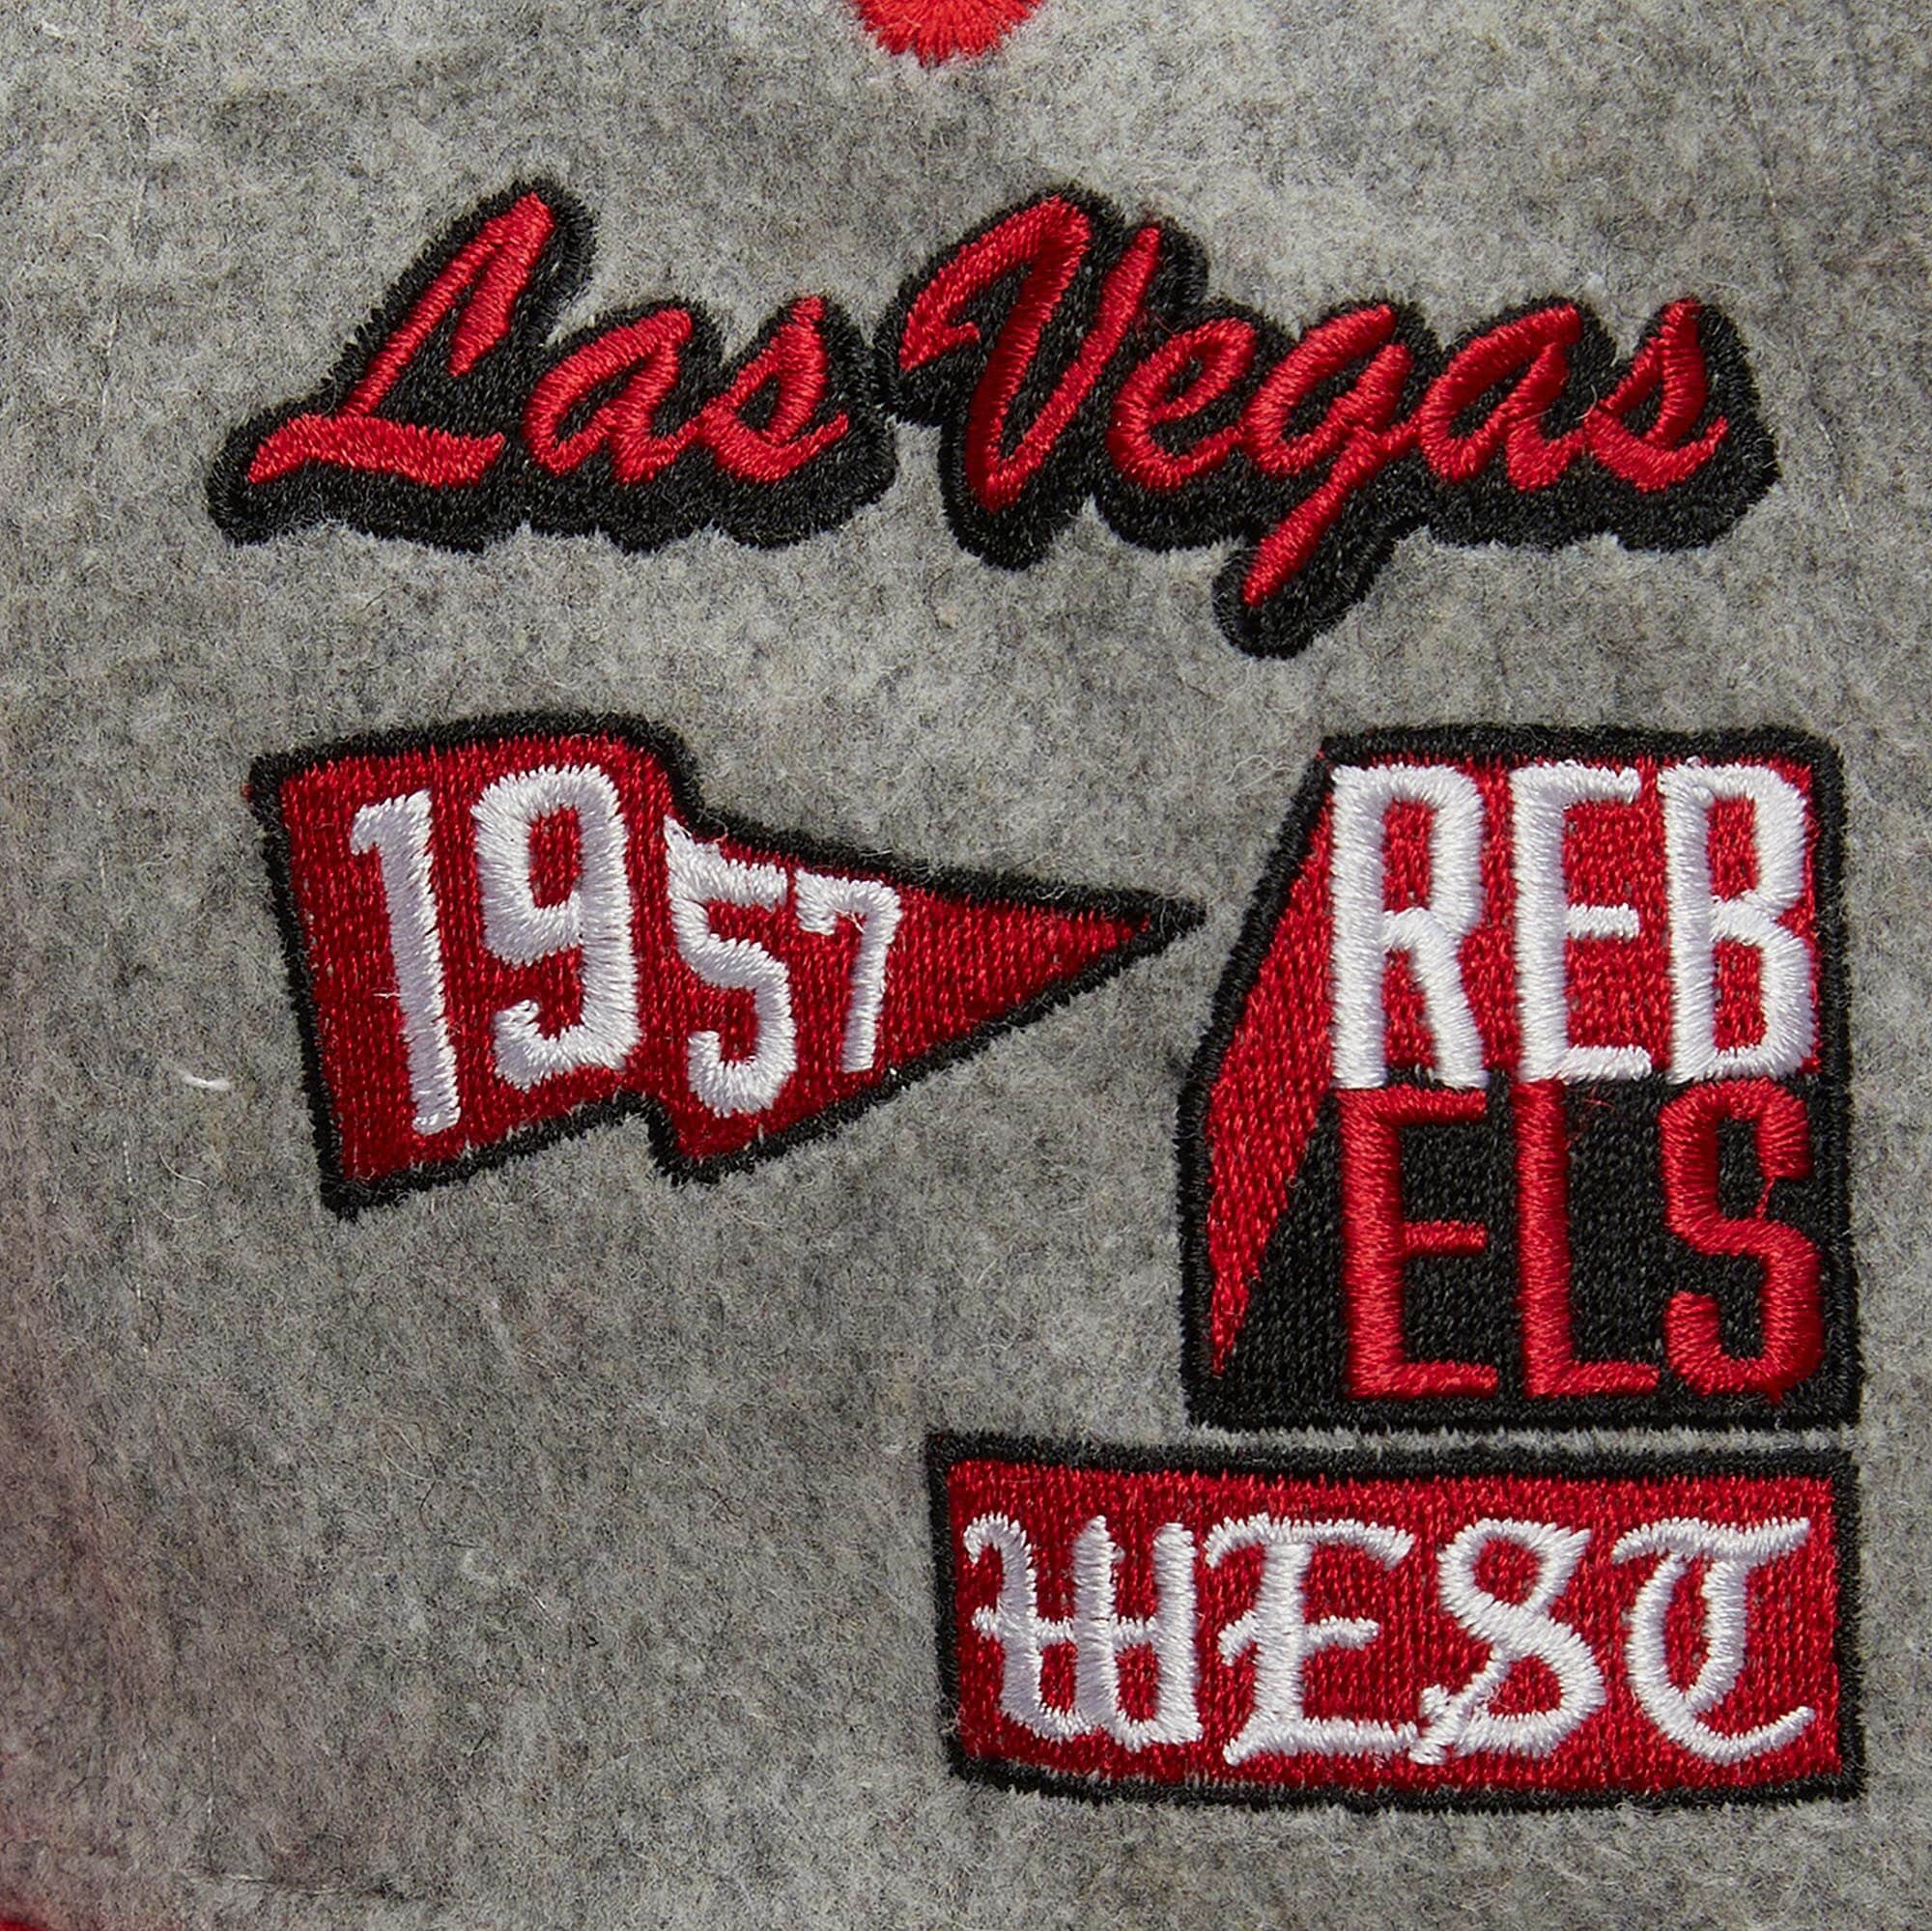 Las Vegas
1957
REB
ELS
WEST